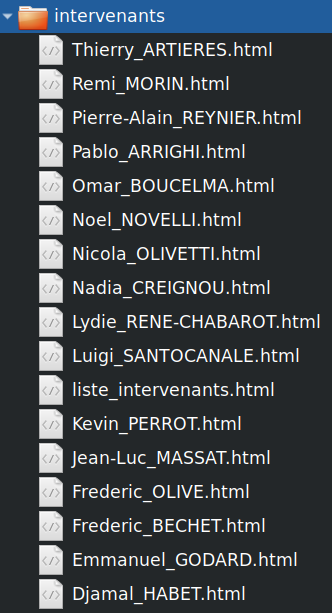 intervenants
Thierry_ARTIERES.html
Remi_MORIN.html
Pierre-Alain_REYNIER.html
Pablo_ARRIGHI.html
Omar_BOUCELMA.html
Noel_NOVELLI.html
Nicola_OLIVETTI.html
Nadia_CREIGNOU.html
Lydie_RENE-CHABAROT.html
Luigi_SANTOCANALE.html
liste_intervenants.html
Kevin_PERROT.html
Jean-Luc_MASSAT.html
Frederic_OLIVE.html
Frederic_BECHET.html
Emmanuel_GODARD.html
Djamal_HABET.html